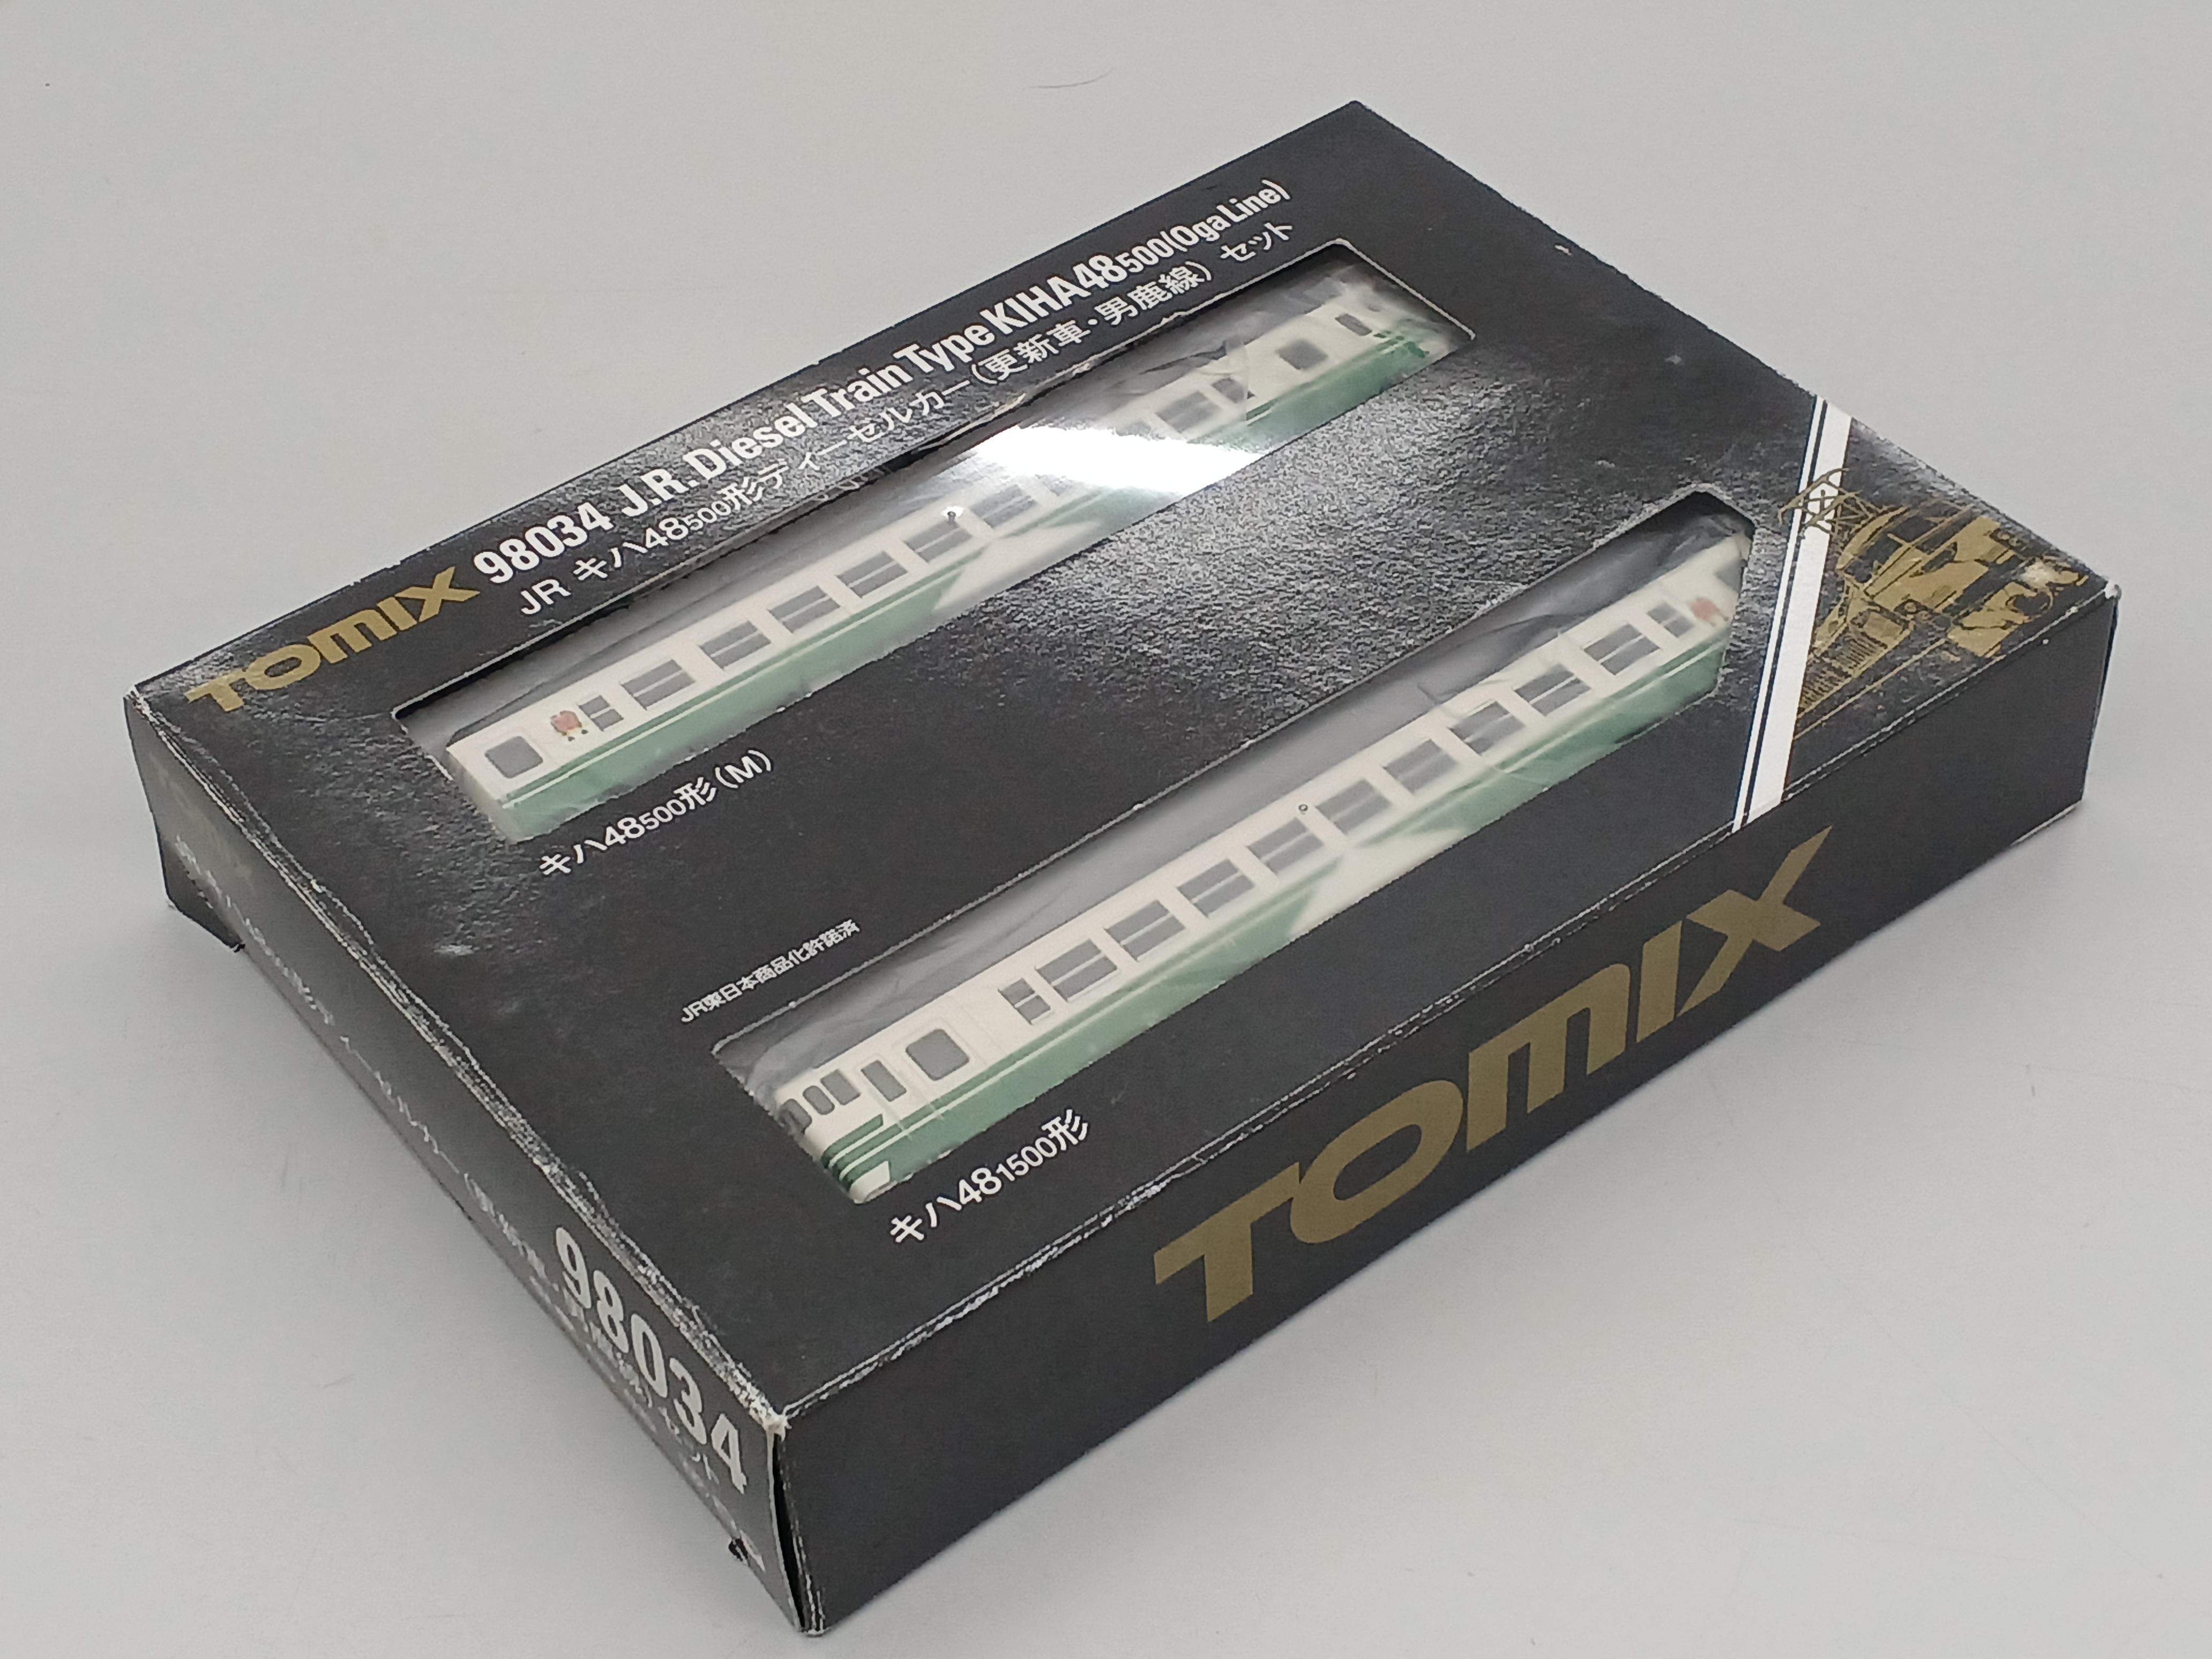 TOMIX 98034 J.R.Diesel Train Type KIHA48500(Oga Line)
JR キハ48500形ディーゼルカー(更新車・男鹿線)セット
キハ48500形(M)
JR東日本商品化許諾済
キハ481500形
TOMIX
98034